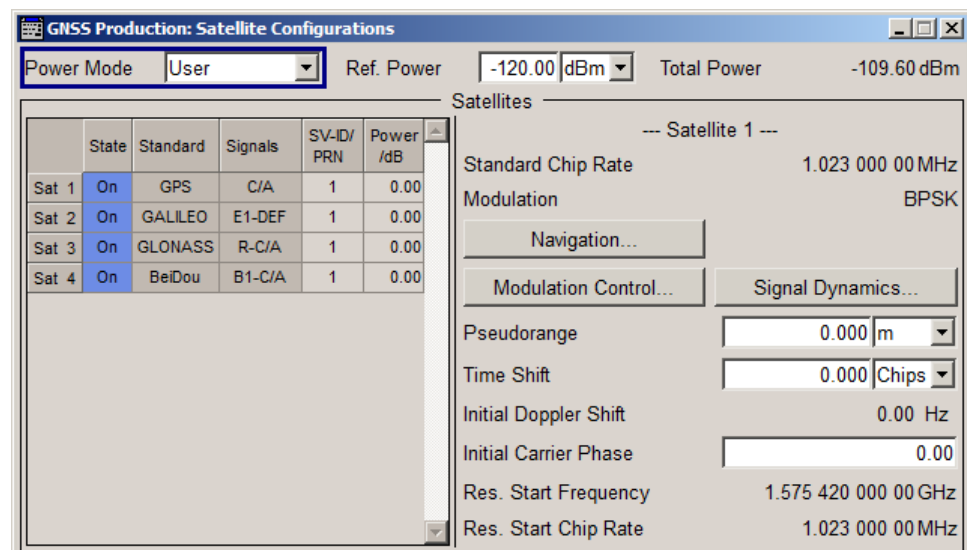 GNSS Production: Satellite Configurations
Power Mode User Ref. Power -120.00 dBm Total Power -109.60 dBm
Satellites
State Standard Signals SV-ID/ PRN Power /dB
Sat 1 On GPS C/A 1 0.00
Sat 2 On GALILEO E1-DEF 1 0.00
Sat 3 On GLONASS R-C/A 1 0.00
Sat 4 On BeiDou B1-C/A 1 0.00
--- Satellite 1 ---
Standard Chip Rate 1.023 000 00 MHz
Modulation BPSK
Navigation...
Modulation Control... Signal Dynamics...
Pseudorange 0.000 m
Time Shift 0.000 Chips
Initial Doppler Shift 0.00 Hz
Initial Carrier Phase 0.00
Res. Start Frequency 1.575 420 000 00 GHz
Res. Start Chip Rate 1.023 000 00 MHz